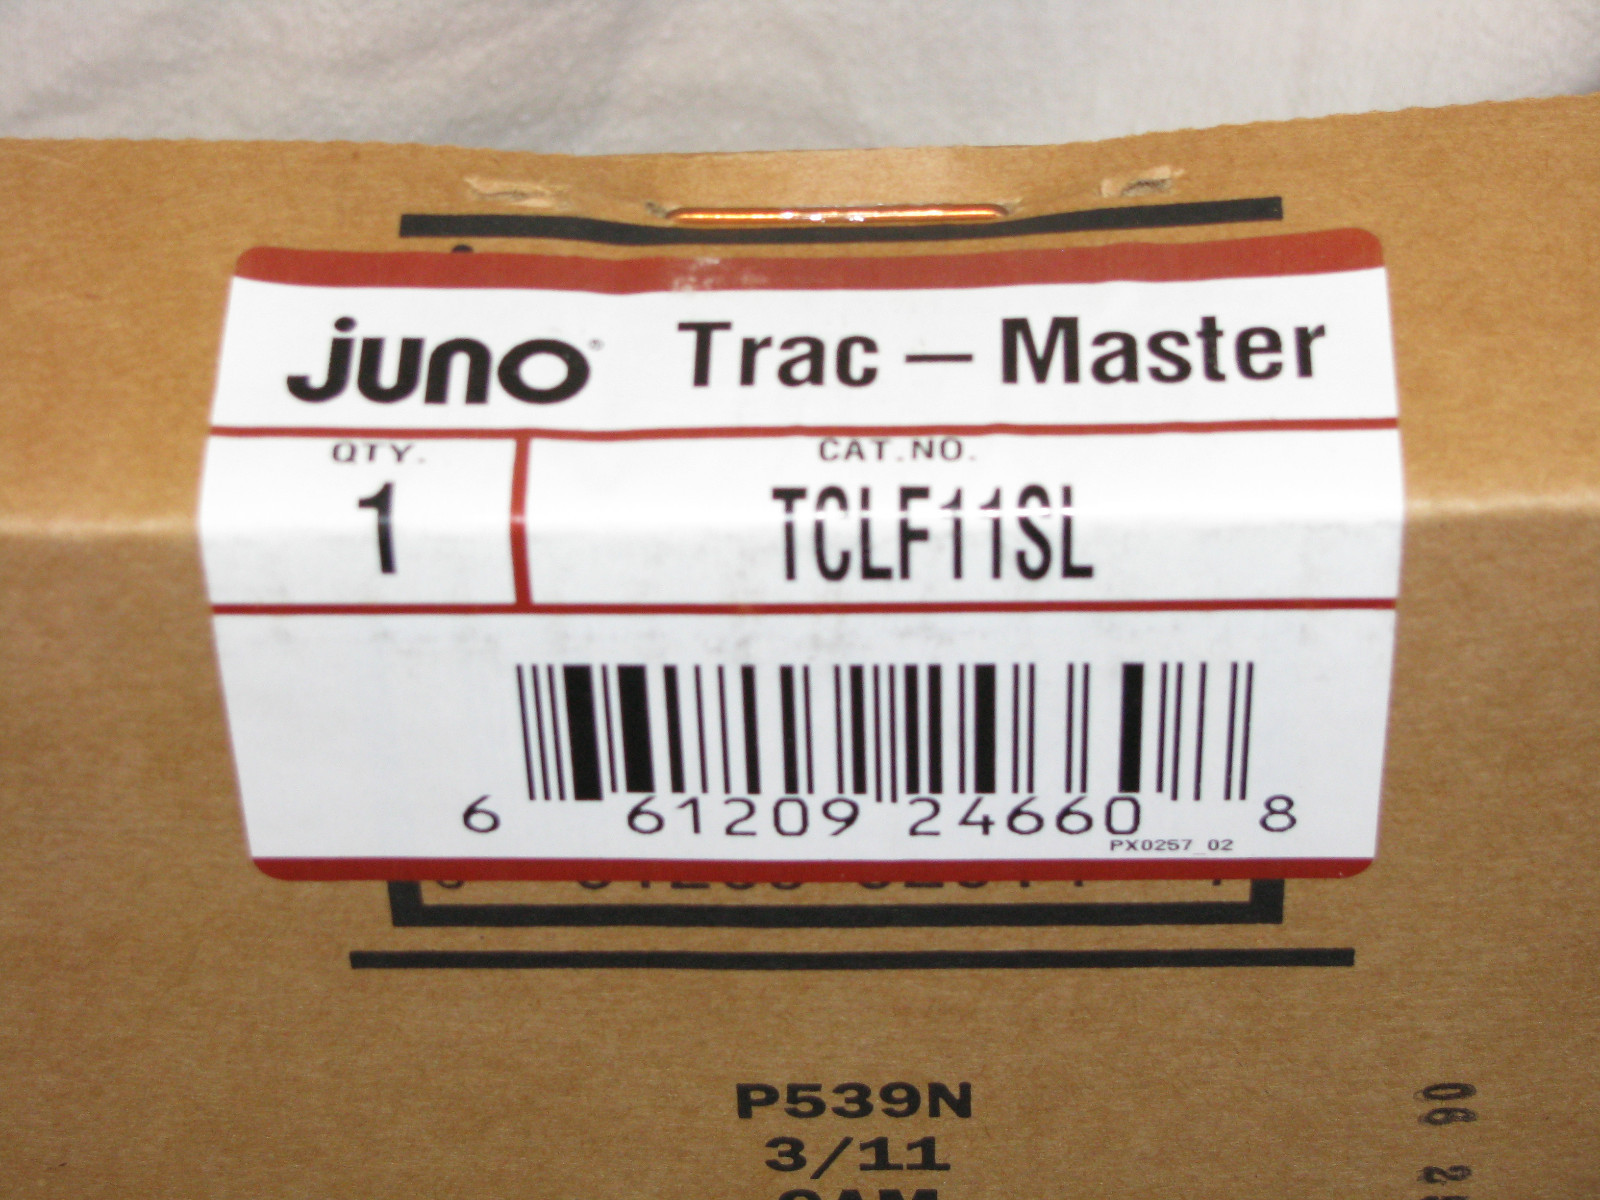 juno® Trac — Master
QTY.
1
CAT.NO.
TCLF11SL
6 61209 24660 8
PX0257_02
P539N
3/11